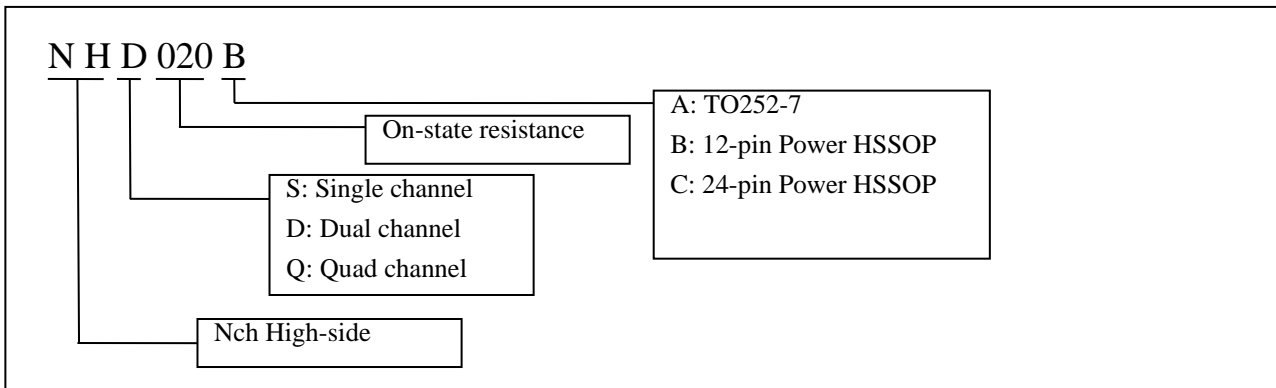 N H D 020 B
A: TO252-7
B: 12-pin Power HSSOP
C: 24-pin Power HSSOP
On-state resistance
S: Single channel
D: Dual channel
Q: Quad channel
Nch High-side